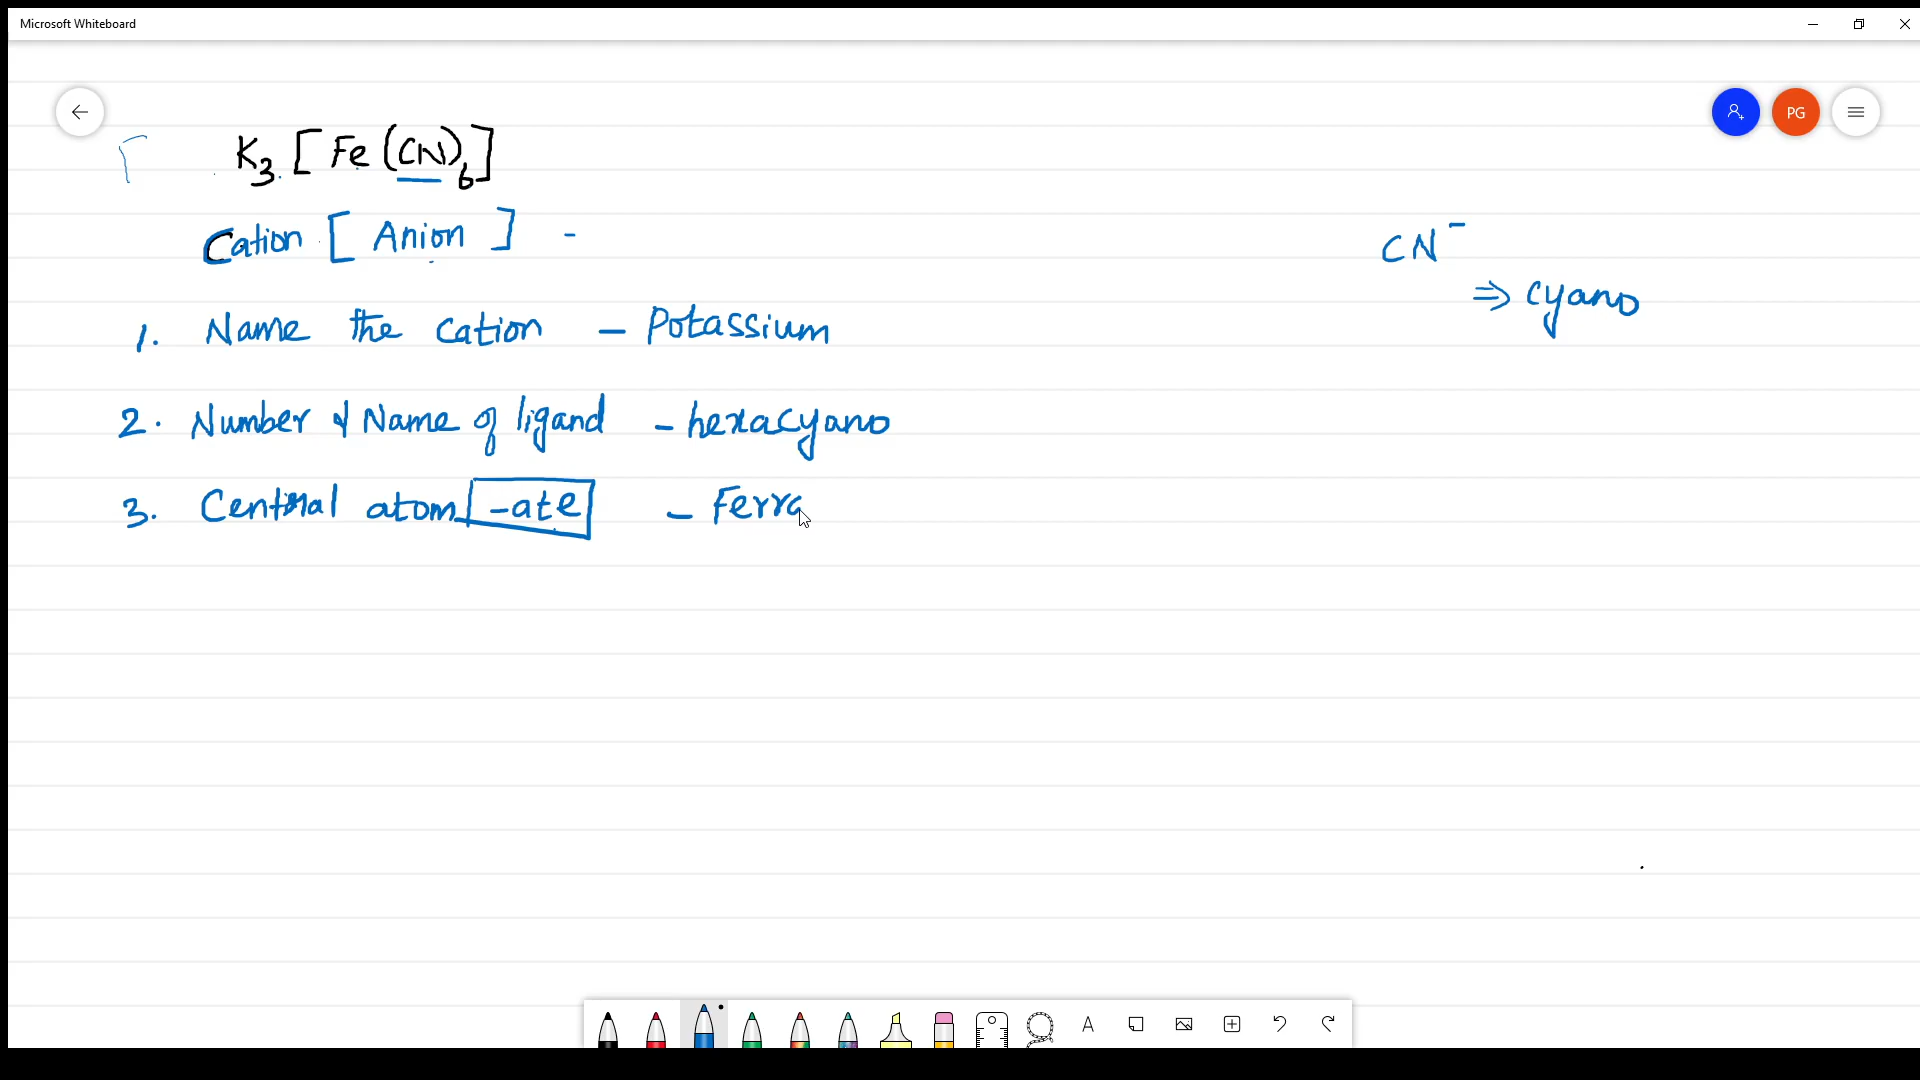 Microsoft Whiteboard
PG
K3 [Fe (CN)6]
Cation [ Anion ] -
CN⁻
⇒ cyano
1. Name the cation - Potassium
2. Number & Name of ligand - hexacyano
3. Central atom -ate - Ferra
A